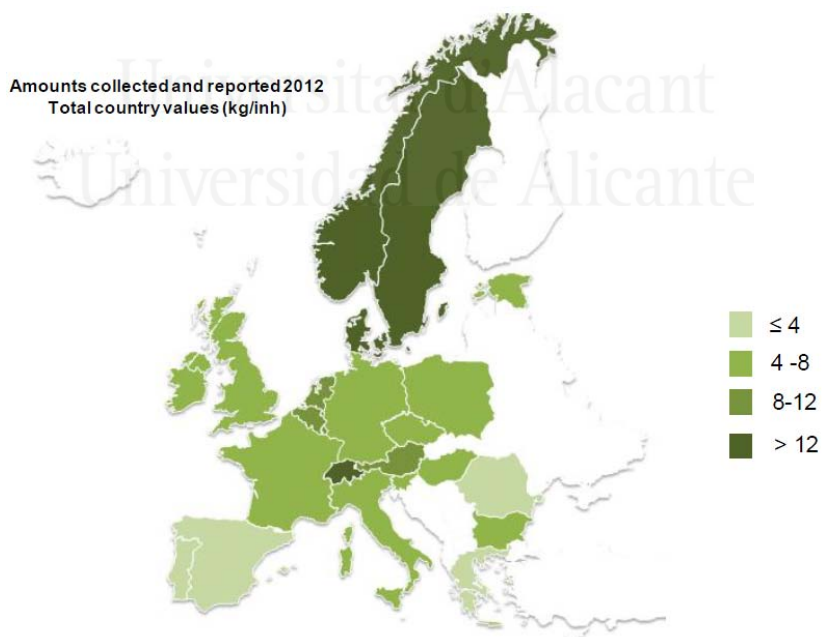 Universitat d'Alacant
Universidad de Alicante
Amounts collected and reported 2012
Total country values (kg/inh)
≤ 4
4 -8
8-12
> 12